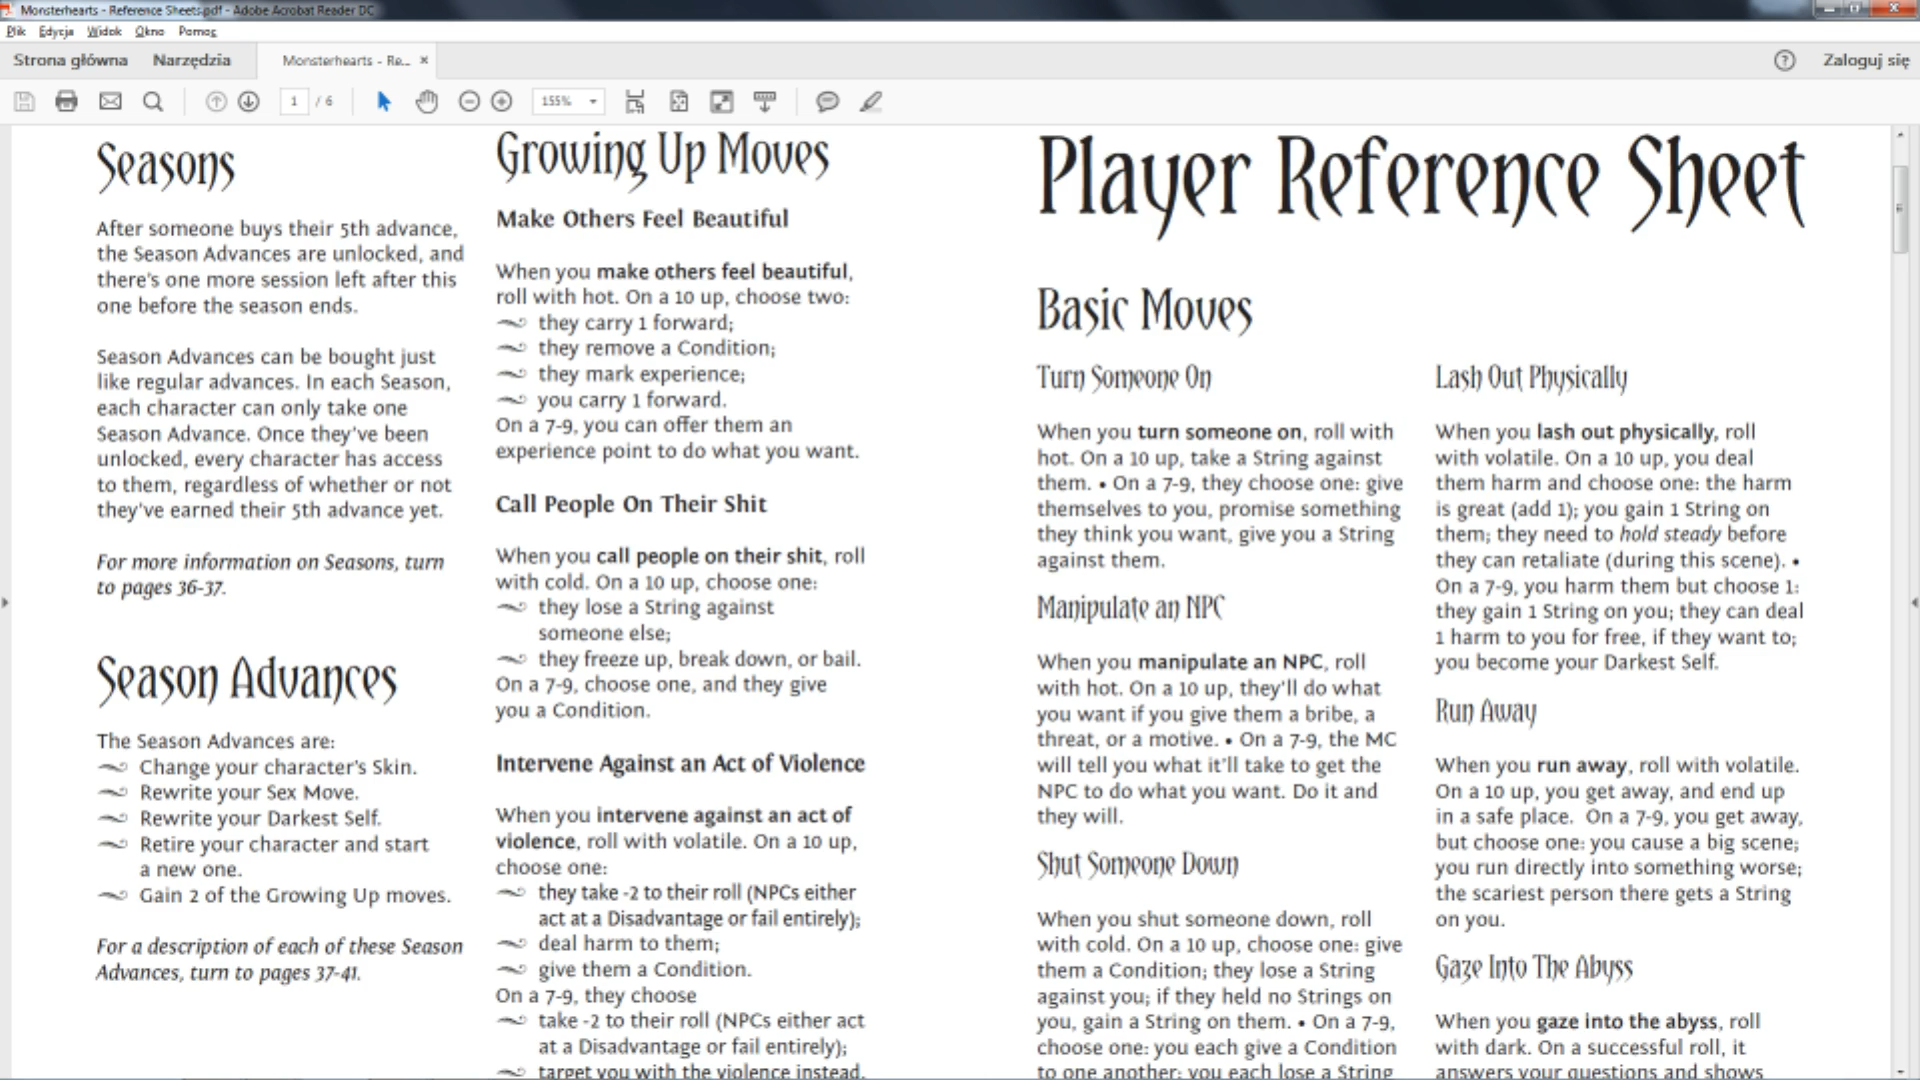 Monsterhearts - Reference Sheets.pdf - Adobe Acrobat Reader DC
Plik Edycja Widok Okno Pomoc
Strona główna Narzędzia Monsterhearts - Re... × ? Zaloguj się
1 / 6 155%
Seasons
After someone buys their 5th advance,
the Season Advances are unlocked, and
there's one more session left after this
one before the season ends.
Season Advances can be bought just
like regular advances. In each Season,
each character can only take one
Season Advance. Once they've been
unlocked, every character has access
to them, regardless of whether or not
they've earned their 5th advance yet.
For more information on Seasons, turn
to pages 36-37.
Season Advances
The Season Advances are:
Change your character's Skin.
Rewrite your Sex Move.
Rewrite your Darkest Self.
Retire your character and start
a new one.
Gain 2 of the Growing Up moves.
For a description of each of these Season
Advances, turn to pages 37-41.
Growing Up Moves
Make Others Feel Beautiful
When you make others feel beautiful,
roll with hot. On a 10 up, choose two:
they carry 1 forward;
they remove a Condition;
they mark experience;
you carry 1 forward.
On a 7-9, you can offer them an
experience point to do what you want.
Call People On Their Shit
When you call people on their shit, roll
with cold. On a 10 up, choose one:
they lose a String against
someone else;
they freeze up, break down, or bail.
On a 7-9, choose one, and they give
you a Condition.
Intervene Against an Act of Violence
When you intervene against an act of
violence, roll with volatile. On a 10 up,
choose one:
they take -2 to their roll (NPCs either
act at a Disadvantage or fail entirely);
deal harm to them;
give them a Condition.
On a 7-9, they choose
take -2 to their roll (NPCs either act
at a Disadvantage or fail entirely);
target you with the violence instead.
Player Reference Sheet
Basic Moves
Turn Someone On
When you turn someone on, roll with
hot. On a 10 up, take a String against
them. • On a 7-9, they choose one: give
themselves to you, promise something
they think you want, give you a String
against them.
Manipulate an NPC
When you manipulate an NPC, roll
with hot. On a 10 up, they'll do what
you want if you give them a bribe, a
threat, or a motive. • On a 7-9, the MC
will tell you what it'll take to get the
NPC to do what you want. Do it and
they will.
Shut Someone Down
When you shut someone down, roll
with cold. On a 10 up, choose one: give
them a Condition; they lose a String
against you; if they held no Strings on
you, gain a String on them. • On a 7-9,
choose one: you each give a Condition
to one another; you each lose a String
Lash Out Physically
When you lash out physically, roll
with volatile. On a 10 up, you deal
them harm and choose one: the harm
is great (add 1); you gain 1 String on
them; they need to hold steady before
they can retaliate (during this scene). •
On a 7-9, you harm them but choose 1:
they gain 1 String on you; they can deal
1 harm to you for free, if they want to;
you become your Darkest Self.
Run Away
When you run away, roll with volatile.
On a 10 up, you get away, and end up
in a safe place. On a 7-9, you get away,
but choose one: you cause a big scene;
you run directly into something worse;
the scariest person there gets a String
on you.
Gaze Into The Abyss
When you gaze into the abyss, roll
with dark. On a successful roll, it
answers your questions and shows